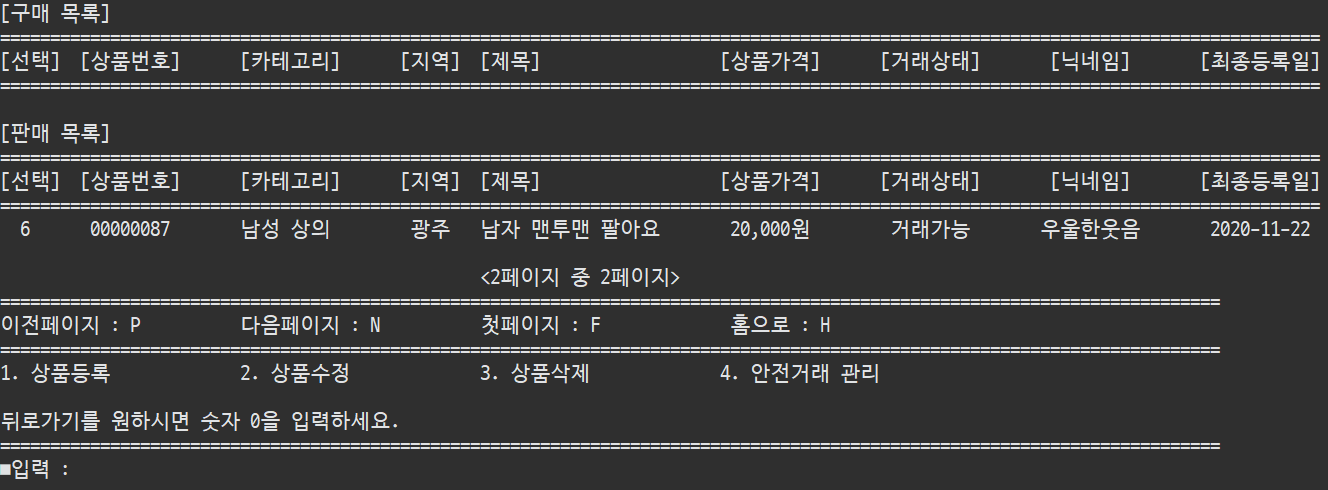 [구매 목록]
====================================================================================================================================
[선택] [상품번호] [카테고리] [지역] [제목] [상품가격] [거래상태] [닉네임] [최종등록일]
====================================================================================================================================
[판매 목록]
====================================================================================================================================
[선택] [상품번호] [카테고리] [지역] [제목] [상품가격] [거래상태] [닉네임] [최종등록일]
====================================================================================================================================
6 00000087 남성 상의 광주 남자 맨투맨 팔아요 20,000원 거래가능 우울한웃음 2020-11-22
<2페이지 중 2페이지>
==========================================================================================================================
이전페이지 : P 다음페이지 : N 첫페이지 : F 홈으로 : H
==========================================================================================================================
1. 상품등록 2. 상품수정 3. 상품삭제 4. 안전거래 관리
뒤로가기를 원하시면 숫자 0을 입력하세요.
==========================================================================================================================
■입력 :